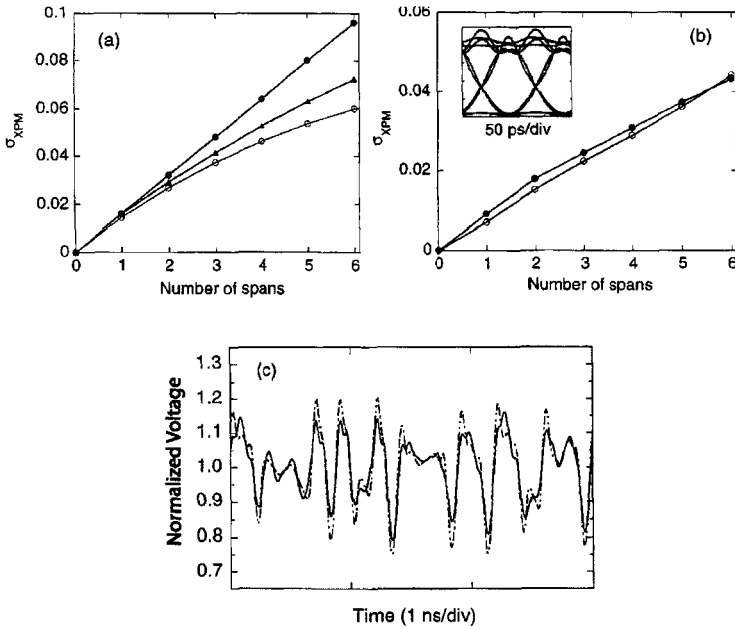 0.1
0.08
0.06
0.04
0.02
0
σXPM
(a)
0 1 2 3 4 5 6
Number of spans
0.06
0.04
0.02
0
σXPM
(b)
50 ps/div
0 1 2 3 4 5 6
Number of spans
1.3
1.2
1.1
1.0
0.9
0.8
0.7
Normalized Voltage
(c)
Time (1 ns/div)